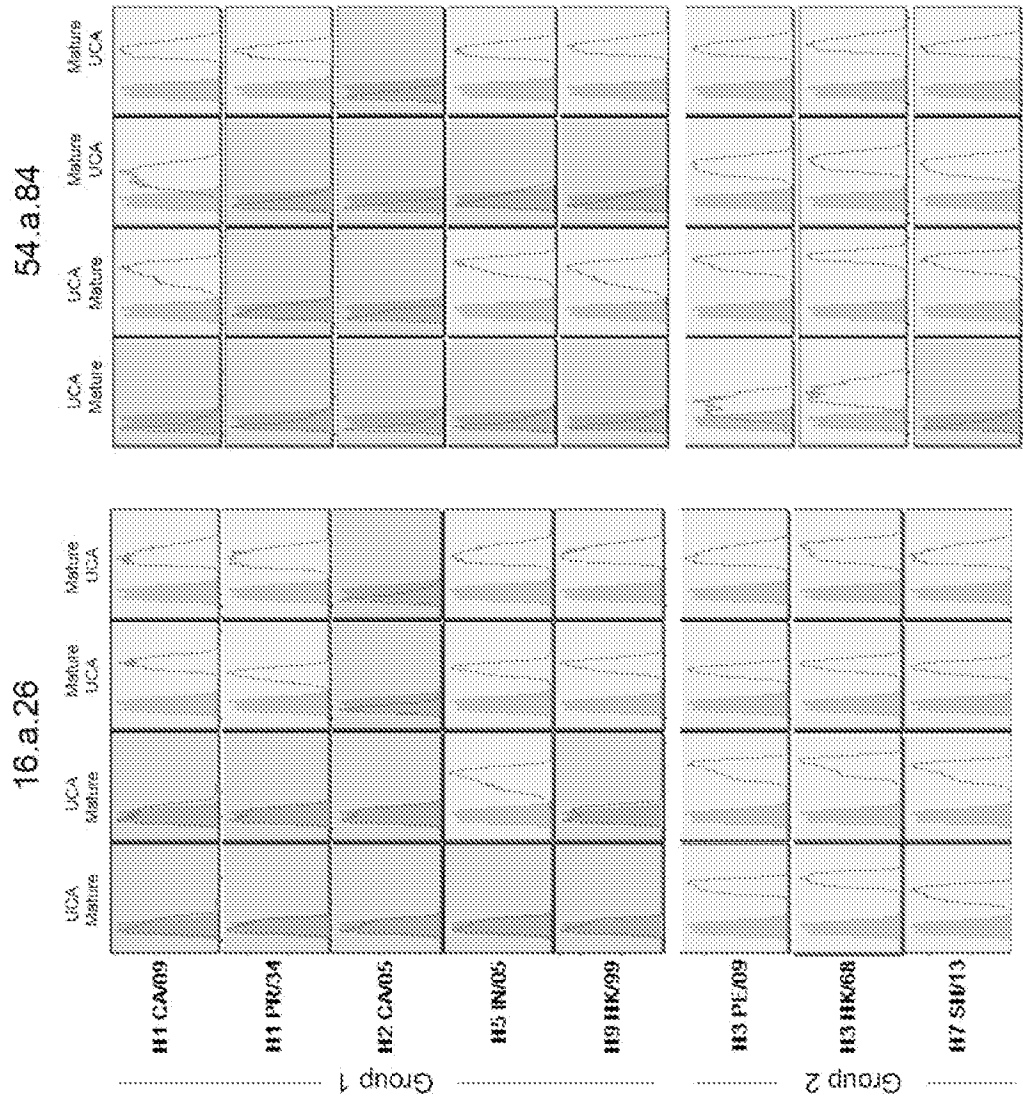 16.a.26
54.a.84
UCA
Mature
UCA
Mature
Mature
UCA
Mature
UCA
UCA
Mature
UCA
Mature
Mature
UCA
Mature
UCA
Group 1
H1 CA/09
H1 PR/34
H2 CA/05
H5 IN/05
H9 HK/99
Group 2
H3 PE/09
H3 HK/68
H7 SH/13